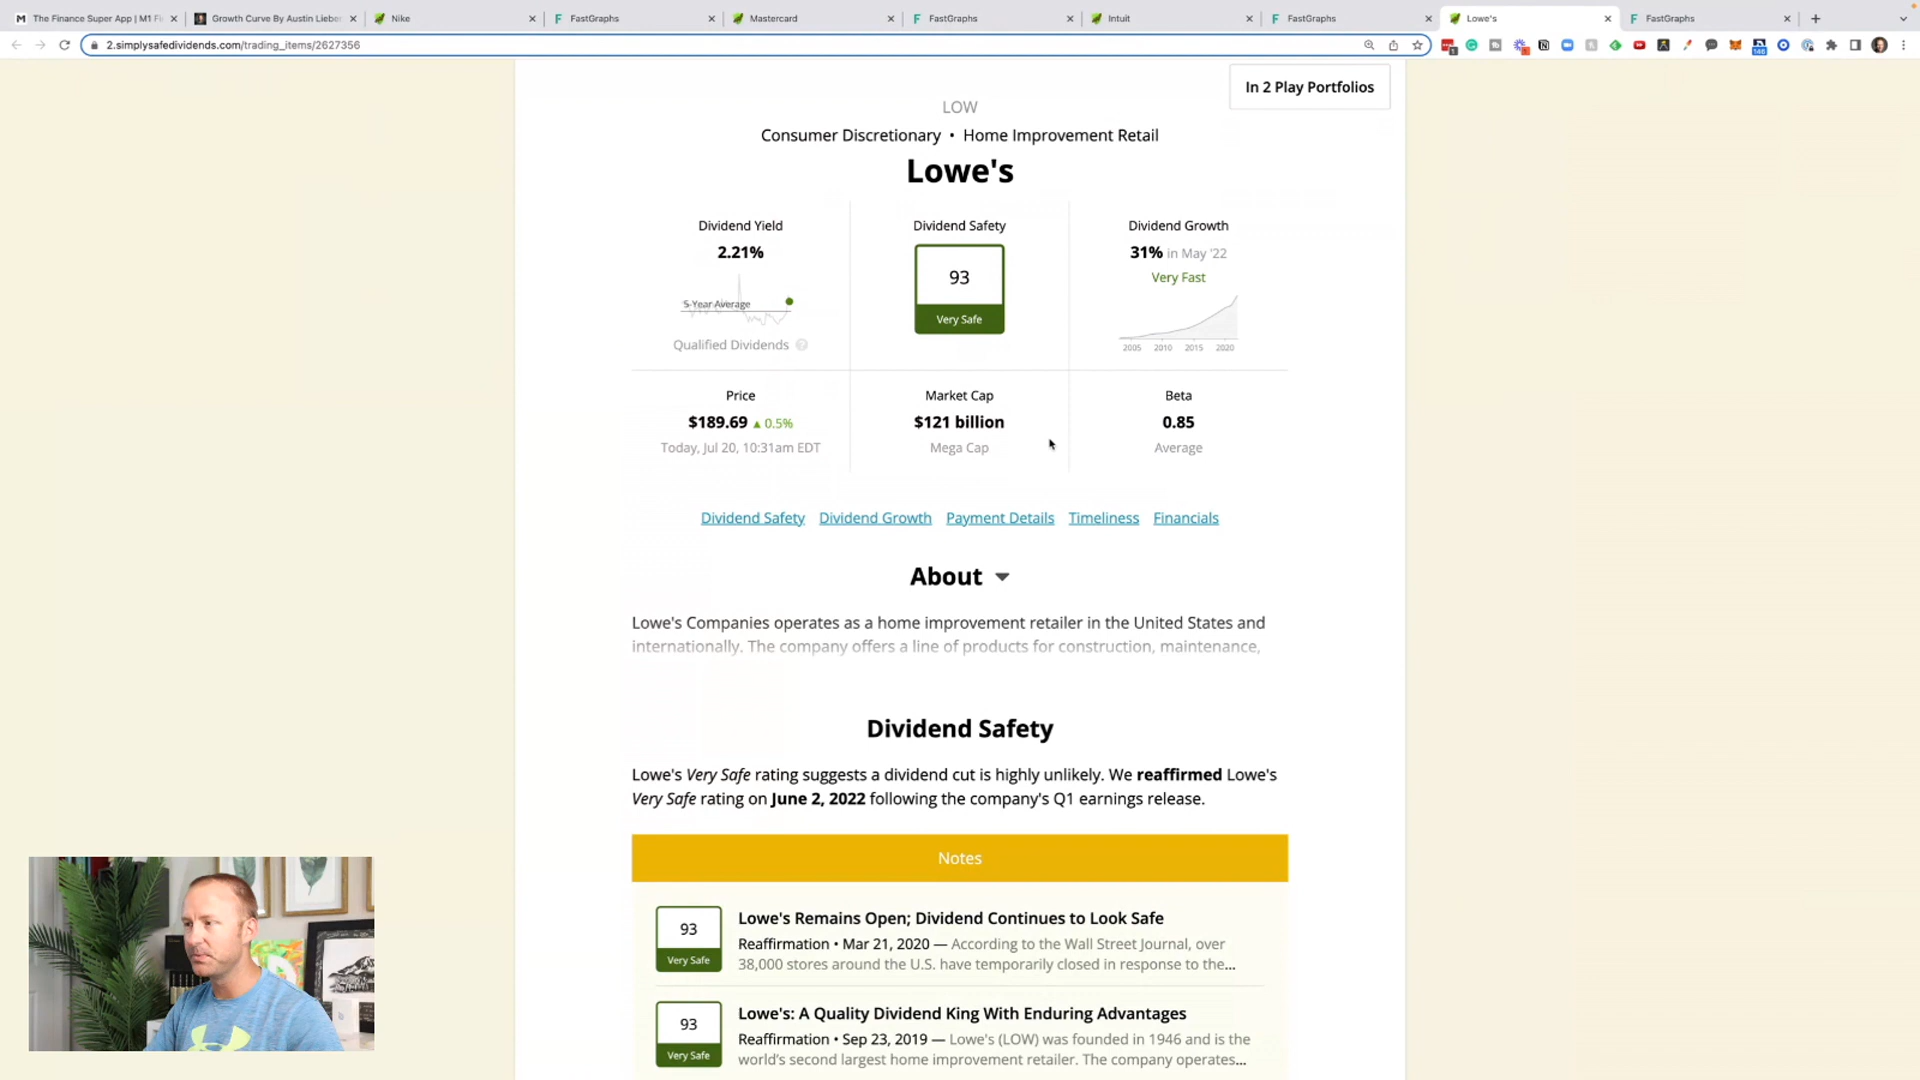 The Finance Super App | M1 Fi
Growth Curve By Austin Lieber
Nike
FastGraphs
Mastercard
FastGraphs
Intuit
FastGraphs
Lowe's
FastGraphs
2.simplysafedividends.com/trading_items/2627356
In 2 Play Portfolios
LOW
Consumer Discretionary • Home Improvement Retail
Lowe's
Dividend Yield
2.21%
5-Year Average
Qualified Dividends ?
Dividend Safety
93
Very Safe
Dividend Growth
31% in May '22
Very Fast
2005 2010 2015 2020
Price
$189.69 ▲ 0.5%
Today, Jul 20, 10:31am EDT
Market Cap
$121 billion
Mega Cap
Beta
0.85
Average
Dividend Safety Dividend Growth Payment Details Timeliness Financials
About
Lowe's Companies operates as a home improvement retailer in the United States and
internationally. The company offers a line of products for construction, maintenance,
Dividend Safety
Lowe's Very Safe rating suggests a dividend cut is highly unlikely. We reaffirmed Lowe's
Very Safe rating on June 2, 2022 following the company's Q1 earnings release.
Notes
93
Very Safe
Lowe's Remains Open; Dividend Continues to Look Safe
Reaffirmation • Mar 21, 2020 — According to the Wall Street Journal, over
38,000 stores around the U.S. have temporarily closed in response to the...
93
Very Safe
Lowe's: A Quality Dividend King With Enduring Advantages
Reaffirmation • Sep 23, 2019 — Lowe's (LOW) was founded in 1946 and is the
world's second largest home improvement retailer. The company operates...